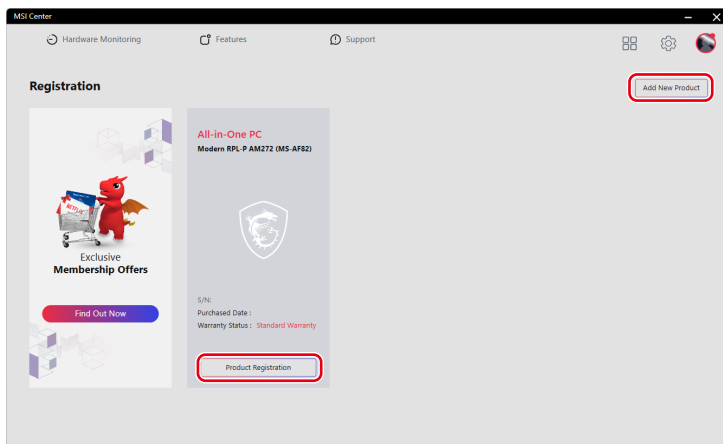 MSI Center
Hardware Monitoring
Features
Support
Registration
Add New Product
NETFLIX
Exclusive
Membership Offers
Find Out Now
All-in-One PC
Modern RPL-P AM272 (MS-AF82)
S/N:
Purchased Date :
Warranty Status : Standard Warranty
Product Registration